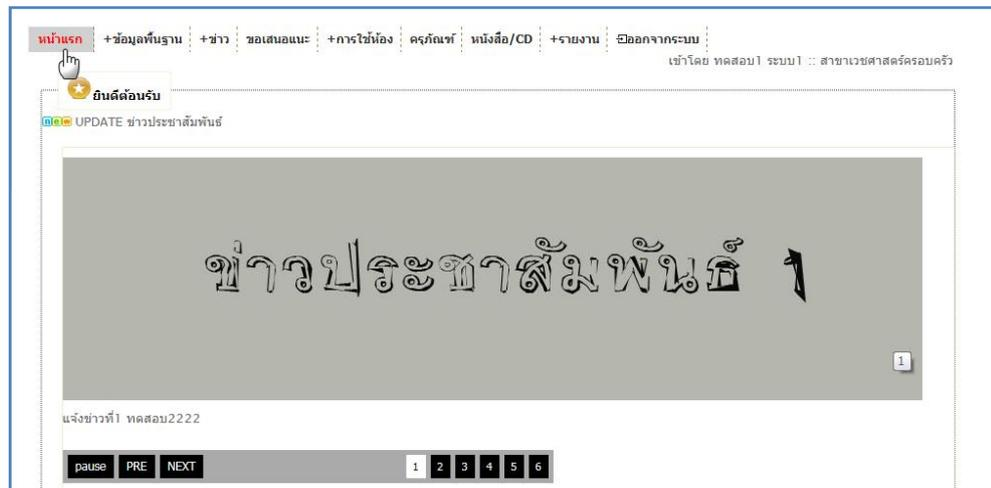 หน้าแรก +ข้อมูลพื้นฐาน +ข่าว ขอเสนอแนะ +การใช้ห้อง ครุภัณฑ์ หนังสือ/CD +รายงาน ออกจากระบบ
เข้าโดย ทดสอบ1 ระบบ1 :: สาขาเวชศาสตร์ครอบครัว
ยินดีต้อนรับ
new UPDATE ข่าวประชาสัมพันธ์
ข่าวประชาสัมพันธ์ 1
1
แจ้งข่าวที่1 ทดสอบ2222
pause PRE NEXT 1 2 3 4 5 6